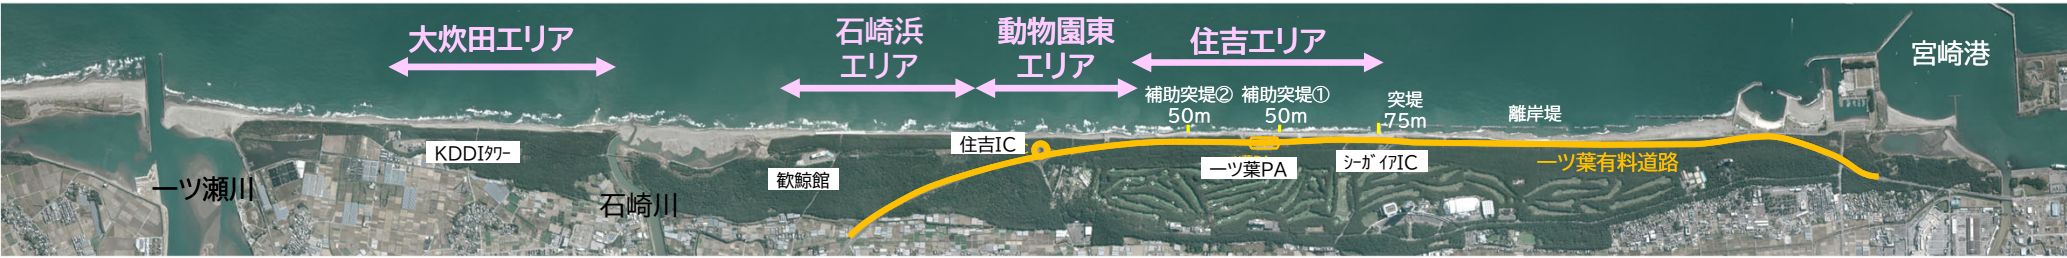 大炊田エリア
石崎浜
エリア
動物園東
エリア
住吉エリア
宮崎港
補助突堤②
50m
補助突堤①
50m
突堤
75m
離岸堤
KDDIﾀﾜｰ
住吉IC
歓鯨館
一ツ葉PA
ｼｰｶﾞｲｱIC
一ツ葉有料道路
一ツ瀬川
石崎川